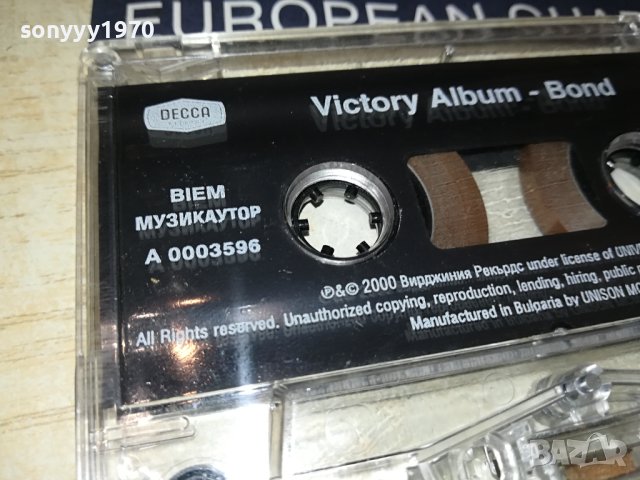 sonyyy1970
EUROPEAN
DECCA
Victory Album - Bond
BIEM
МУЗИКАУТОР
A 0003596
℗&© 2000 Вирджиния Рекърдс under license of
All Rights reserved. Unauthorized copying, reproduction, lending, hiring, public
Manufactured in Bulgaria by UNISON
BAZAR